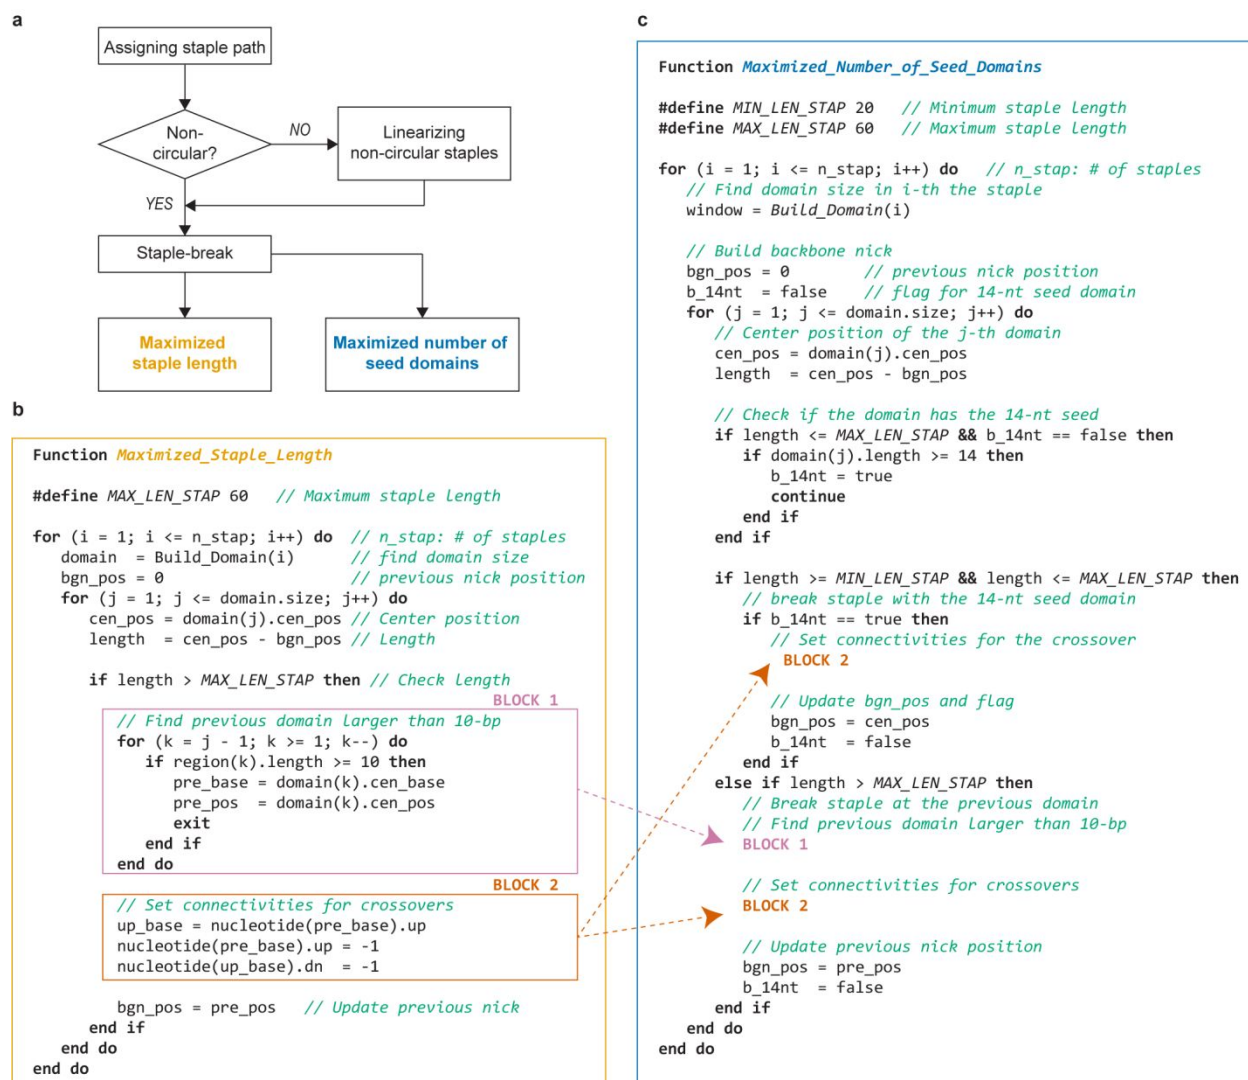 a
Assigning staple path
Non-
circular?
NO
Linearizing
non-circular staples
YES
Staple-break
Maximized
staple length
Maximized number of
seed domains
b
Function Maximized_Staple_Length
#define MAX_LEN_STAP 60 // Maximum staple length
for (i = 1; i <= n_stap; i++) do // n_stap: # of staples
domain = Build_Domain(i) // find domain size
bgn_pos = 0 // previous nick position
for (j = 1; j <= domain.size; j++) do
cen_pos = domain(j).cen_pos // Center position
length = cen_pos - bgn_pos // Length
if length > MAX_LEN_STAP then // Check length
BLOCK 1
// Find previous domain larger than 10-bp
for (k = j - 1; k >= 1; k--) do
if region(k).length >= 10 then
pre_base = domain(k).cen_base
pre_pos = domain(k).cen_pos
exit
end if
end do
BLOCK 2
// Set connectivities for crossovers
up_base = nucleotide(pre_base).up
nucleotide(pre_base).up = -1
nucleotide(up_base).dn = -1
bgn_pos = pre_pos // Update previous nick
end if
end do
end do
c
Function Maximized_Number_of_Seed_Domains
#define MIN_LEN_STAP 20 // Minimum staple length
#define MAX_LEN_STAP 60 // Maximum staple length
for (i = 1; i <= n_stap; i++) do // n_stap: # of staples
// Find domain size in i-th the staple
window = Build_Domain(i)
// Build backbone nick
bgn_pos = 0 // previous nick position
b_14nt = false // flag for 14-nt seed domain
for (j = 1; j <= domain.size; j++) do
// Center position of the j-th domain
cen_pos = domain(j).cen_pos
length = cen_pos - bgn_pos
// Check if the domain has the 14-nt seed
if length <= MAX_LEN_STAP && b_14nt == false then
if domain(j).length >= 14 then
b_14nt = true
continue
end if
end if
if length >= MIN_LEN_STAP && length <= MAX_LEN_STAP then
// break staple with the 14-nt seed domain
if b_14nt == true then
// Set connectivities for the crossover
BLOCK 2
// Update bgn_pos and flag
bgn_pos = cen_pos
b_14nt = false
end if
else if length > MAX_LEN_STAP then
// Break staple at the previous domain
// Find previous domain larger than 10-bp
BLOCK 1
// Set connectivities for crossovers
BLOCK 2
// Update previous nick position
bgn_pos = pre_pos
b_14nt = false
end if
end do
end do